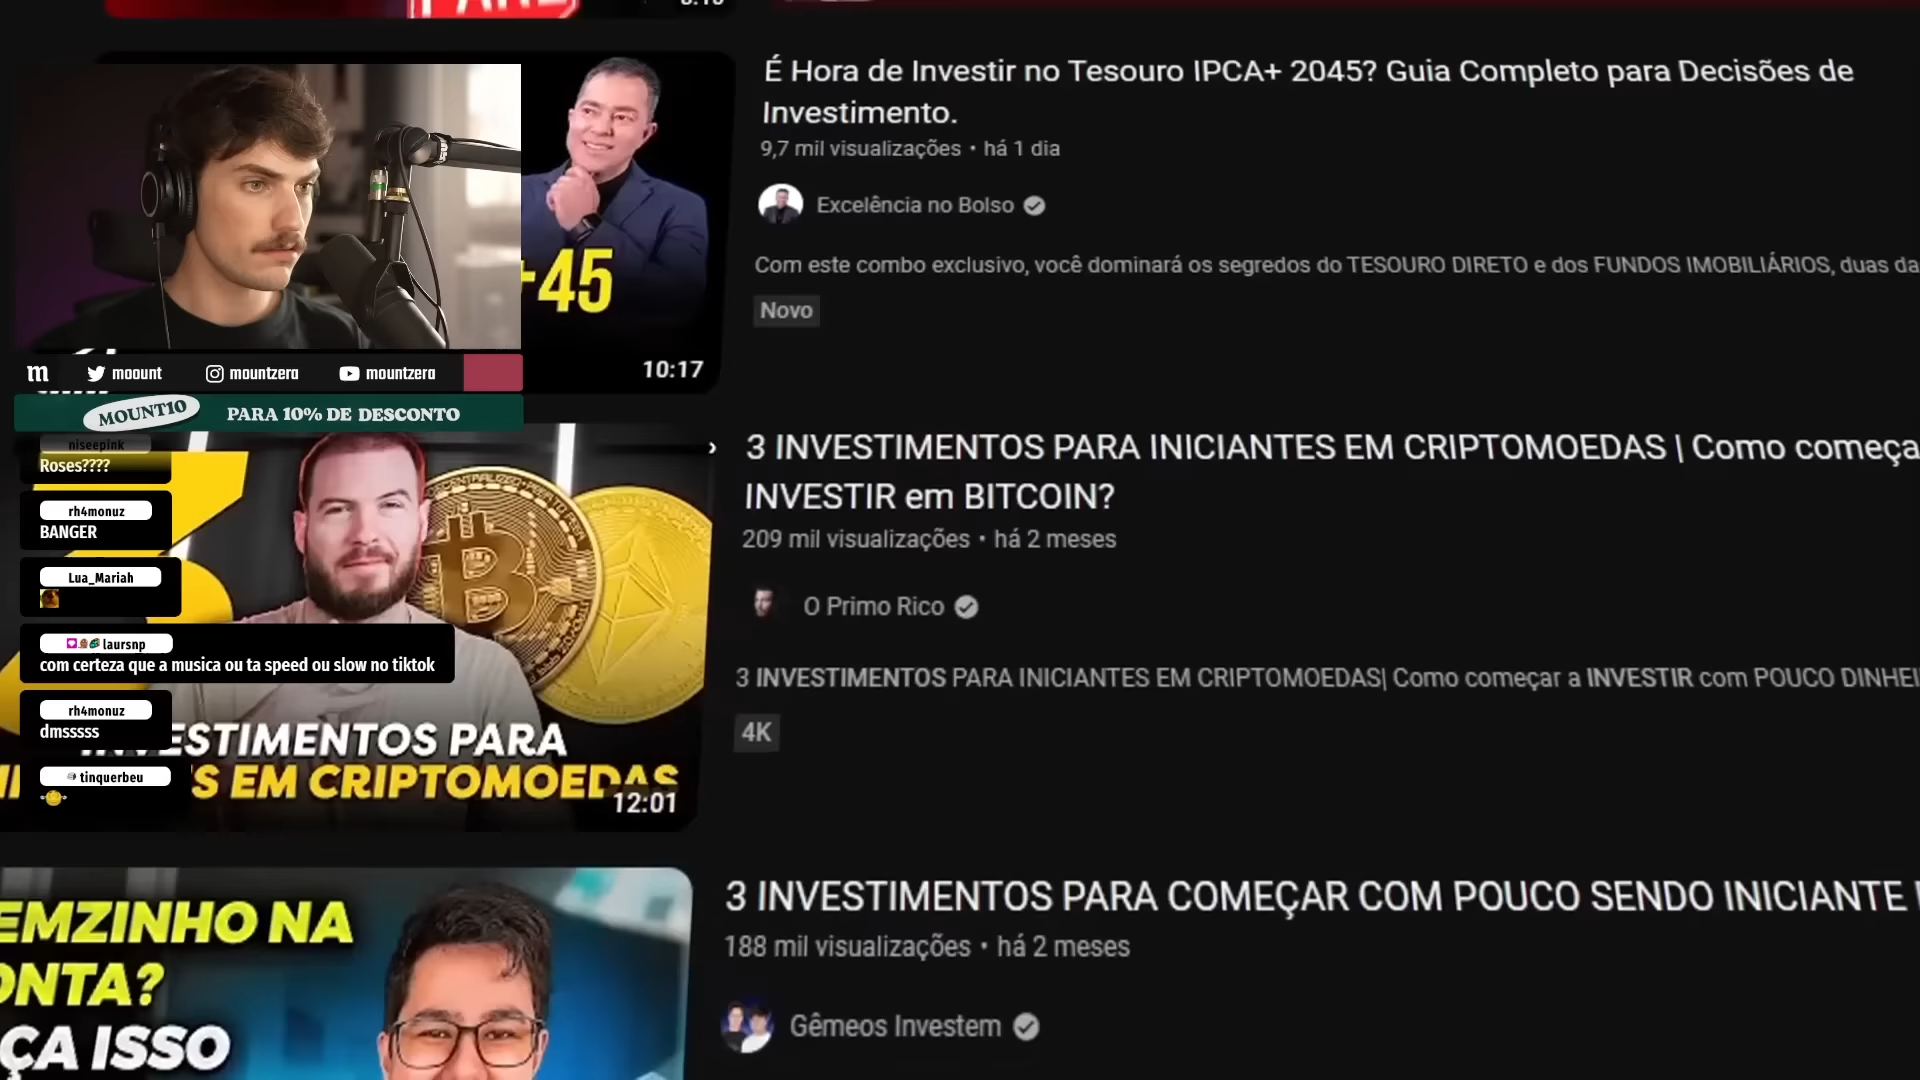 É Hora de Investir no Tesouro IPCA+ 2045? Guia Completo para Decisões de
Investimento.
9,7 mil visualizações • há 1 dia
Excelência no Bolso
Com este combo exclusivo, você dominará os segredos do TESOURO DIRETO e dos FUNDOS IMOBILIÁRIOS, duas da
Novo
+45
10:17
m moount mountzera mountzera
MOUNT10 PARA 10% DE DESCONTO
niseepink
Roses????
rh4monuz
BANGER
Lua_Mariah
laursnp
com certeza que a musica ou ta speed ou slow no tiktok
rh4monuz
dmsssss
tinquerbeu
STIMENTOS PARA
S EM CRIPTOMOEDAS
12:01
3 INVESTIMENTOS PARA INICIANTES EM CRIPTOMOEDAS | Como começa
INVESTIR em BITCOIN?
209 mil visualizações • há 2 meses
O Primo Rico
3 INVESTIMENTOS PARA INICIANTES EM CRIPTOMOEDAS| Como começar a INVESTIR com POUCO DINHEI
4K
EMZINHO NA
ONTA?
ÇA ISSO
3 INVESTIMENTOS PARA COMEÇAR COM POUCO SENDO INICIANTE
188 mil visualizações • há 2 meses
Gêmeos Investem